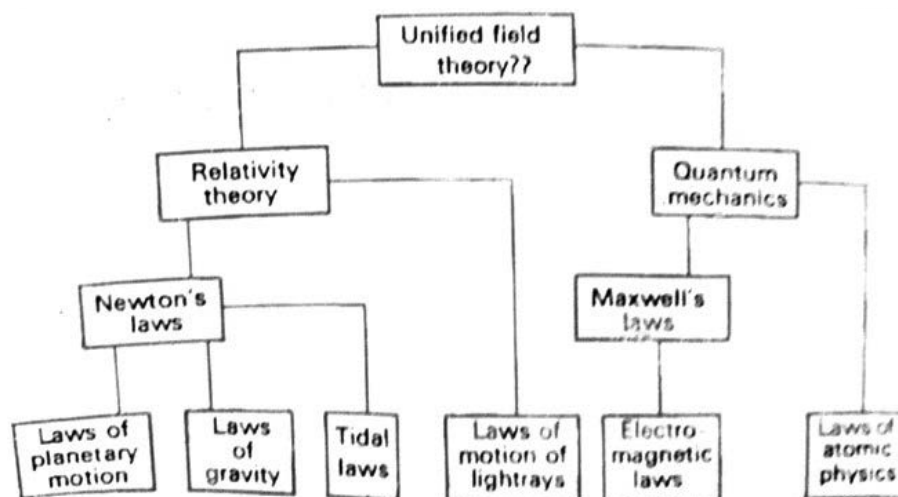 Unified field
theory??
Relativity
theory
Quantum
mechanics
Newton's
laws
Maxwell's
laws
Laws of
planetary
motion
Laws
of
gravity
Tidal
laws
Laws of
motion of
lightrays
Electro-
magnetic
laws
Laws of
atomic
physics